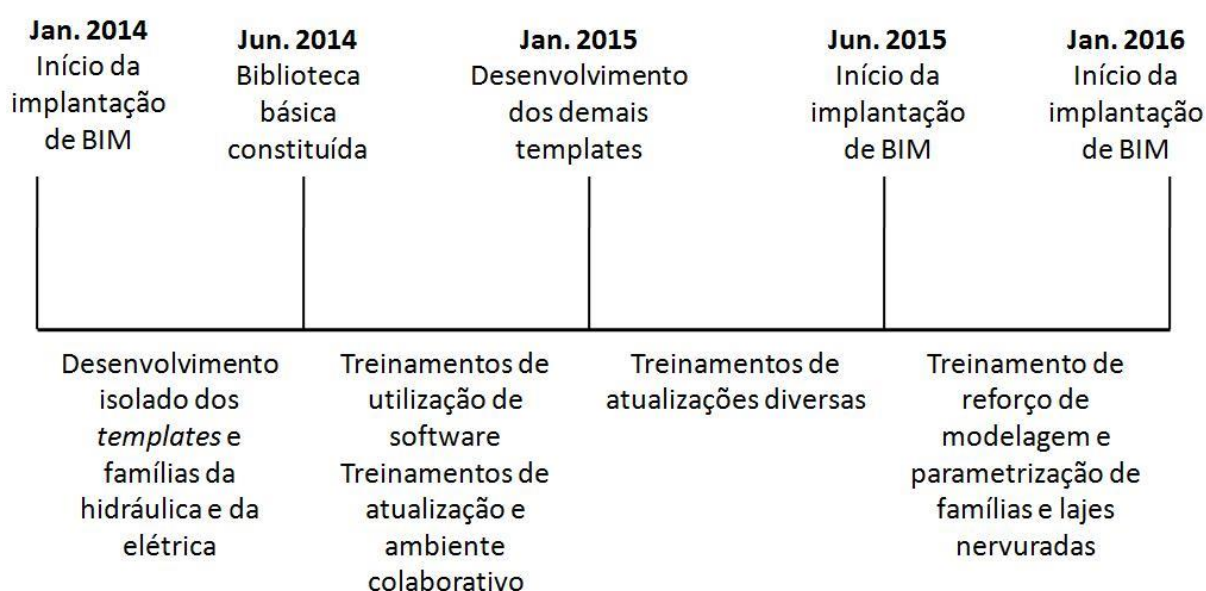 Jan. 2014
Início da
implantação
de BIM
Jun. 2014
Biblioteca
básica
constituída
Jan. 2015
Desenvolvimento
dos demais
templates
Jun. 2015
Início da
implantação
de BIM
Jan. 2016
Início da
implantação
de BIM
Desenvolvimento
isolado dos
templates e
famílias da
hidráulica e da
elétrica
Treinamentos de
utilização de
software
Treinamentos de
atualização e
ambiente
colaborativo
Treinamentos de
atualizações diversas
Treinamento de
reforço de
modelagem e
parametrização de
famílias e lajes
nervuradas